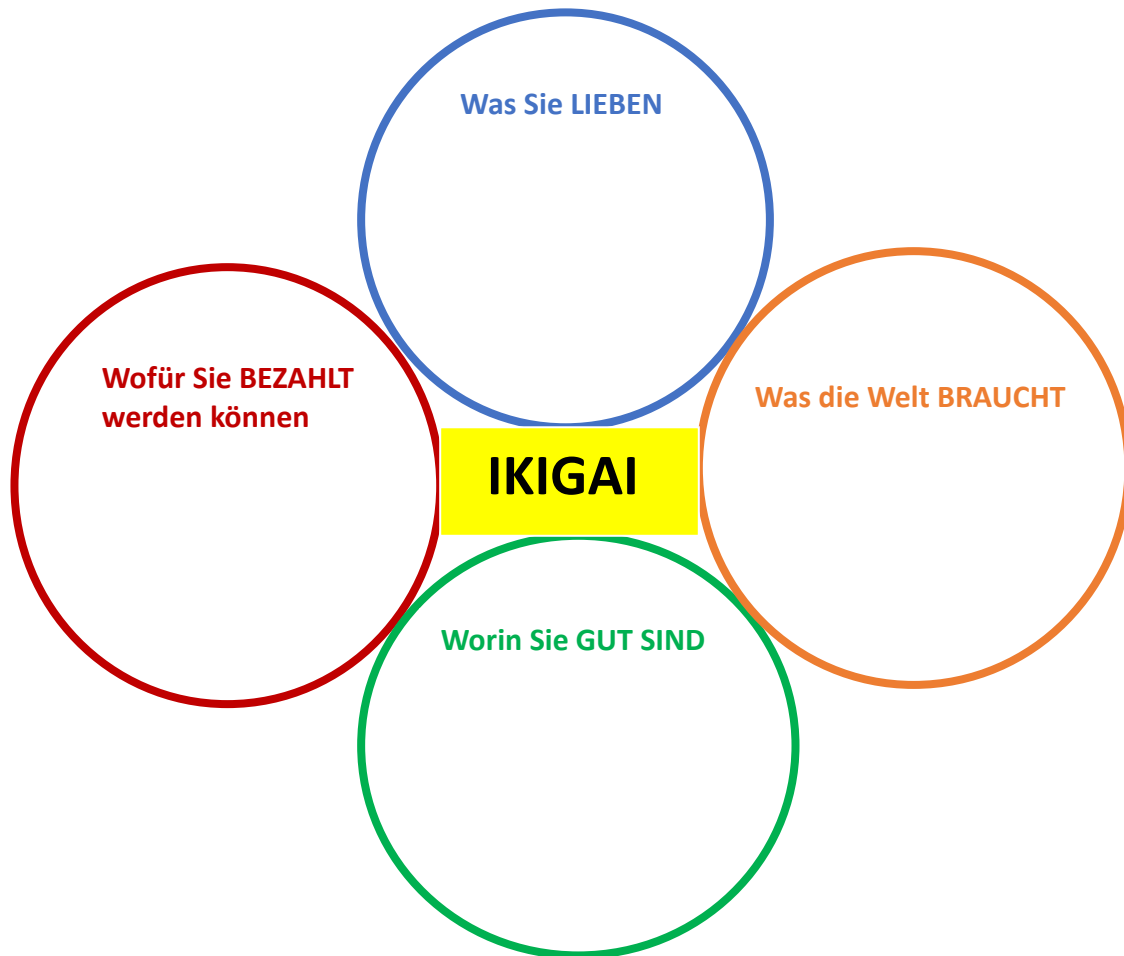 Was Sie LIEBEN
Wofür Sie BEZAHLT
werden können
Was die Welt BRAUCHT
IKIGAI
Worin Sie GUT SIND